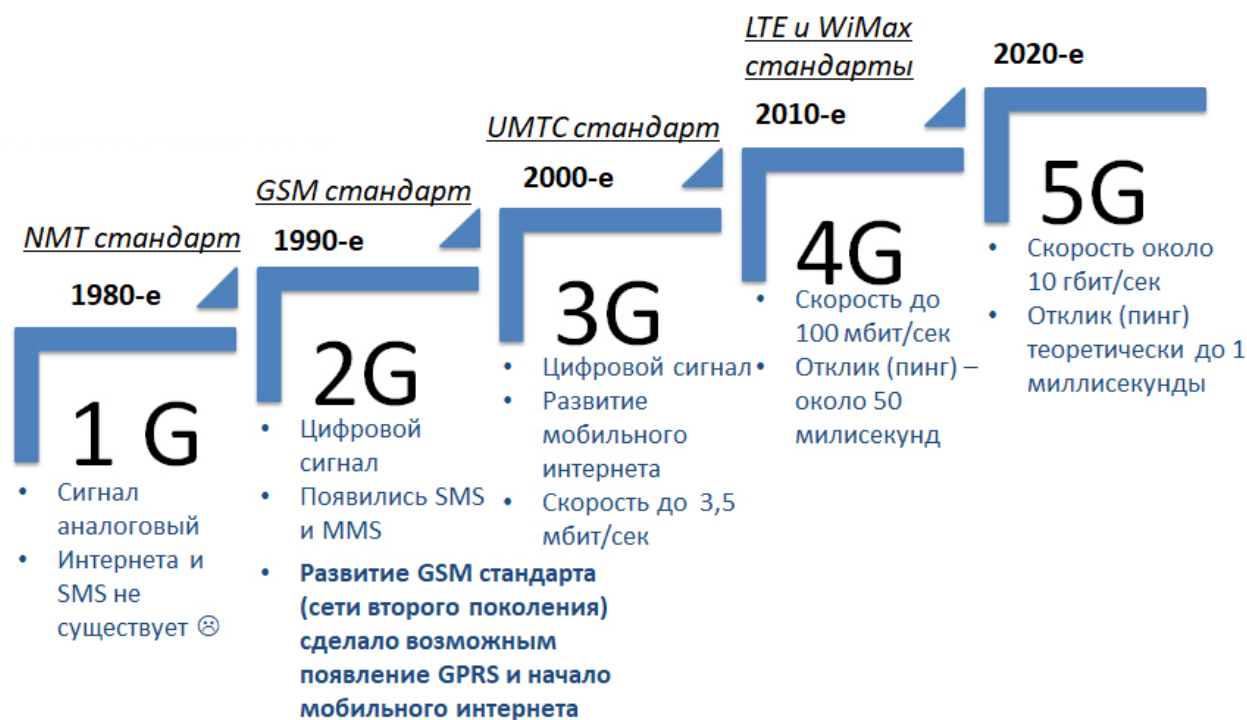 NMT стандарт
1980-е
1 G
• Сигнал
аналоговый
• Интернета и
SMS не
существует ☹
GSM стандарт
1990-е
2G
• Цифровой
сигнал
• Появились SMS
и MMS
• Развитие GSM стандарта
(сети второго поколения)
сделало возможным
появление GPRS и начало
мобильного интернета
UMTC стандарт
2000-е
3G
• Цифровой сигнал
• Развитие
мобильного
интернета
• Скорость до 3,5
мбит/сек
LTE и WiMax
стандарты
2010-е
4G
• Скорость до
100 мбит/сек
• Отклик (пинг) –
около 50
милисекунд
2020-е
5G
• Скорость около
10 гбит/сек
• Отклик (пинг)
теоретически до 1
миллисекунды